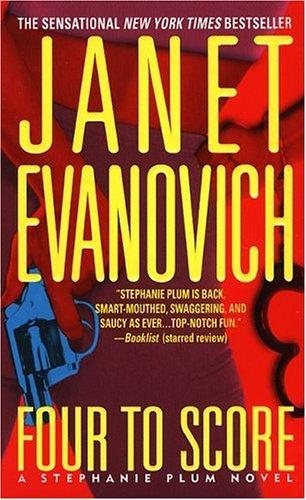 THE SENSATIONAL NEW YORK TIMES BESTSELLER
JANET
EVANOVICH
"STEPHANIE PLUM IS BACK,
SMART-MOUTHED, SWAGGERING, AND
SAUCY AS EVER...TOP-NOTCH FUN."
—Booklist (starred review)
FOUR TO SCORE
A STEPHANIE PLUM NOVEL